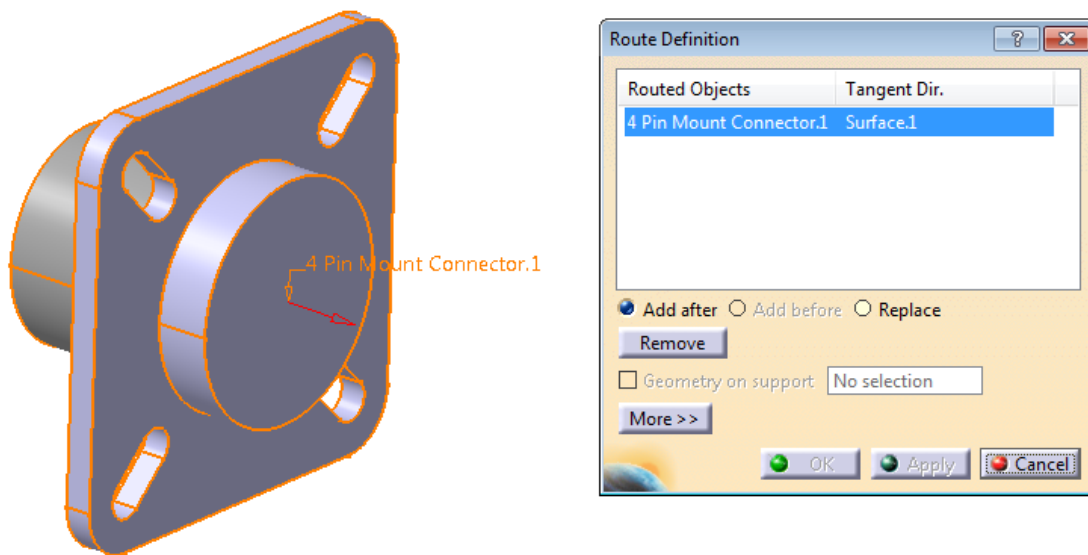 4 Pin Mount Connector.1
Route Definition
?
Routed Objects Tangent Dir.
4 Pin Mount Connector.1 Surface.1
Add after Add before Replace
Remove
Geometry on support No selection
More >>
OK Apply Cancel